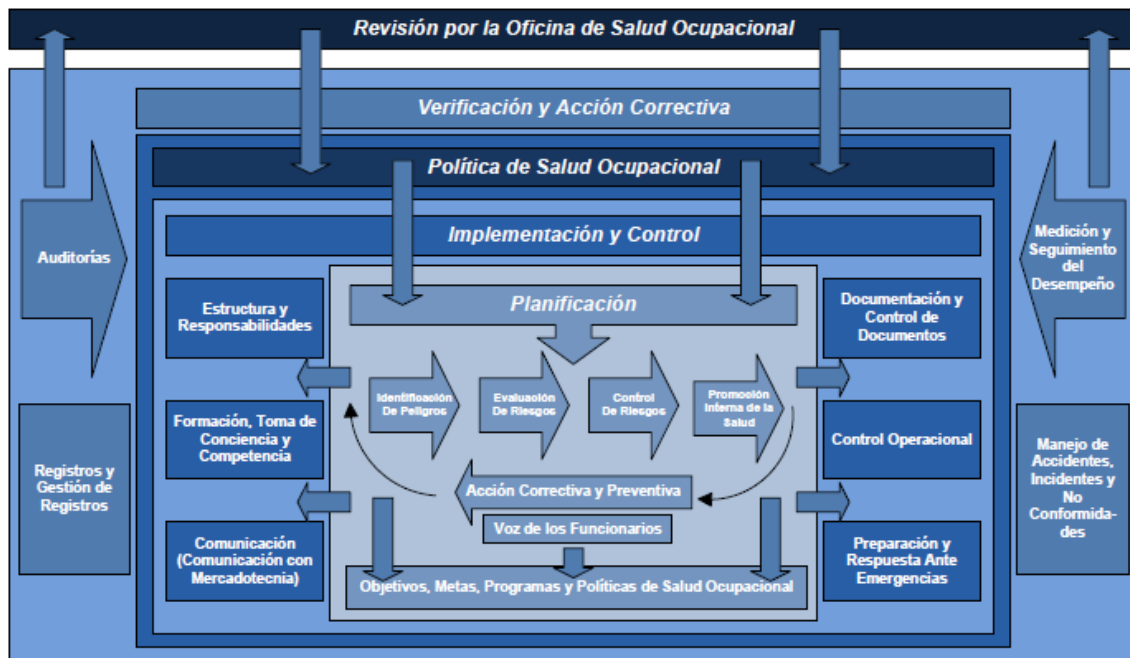 Revisión por la Oficina de Salud Ocupacional
Verificación y Acción Correctiva
Política de Salud Ocupacional
Implementación y Control
Auditorías
Medición y
Seguimiento
del
Desempeño
Estructura y
Responsabilidades
Planificación
Documentación y
Control de
Documentos
Identificación
De Peligros
Evaluación
De Riesgos
Control
De Riesgos
Promoción
Interna de la
Salud
Formación, Toma de
Conciencia y
Competencia
Control Operacional
Registros y
Gestión de
Registros
Acción Correctiva y Preventiva
Voz de los Funcionarios
Manejo de
Accidentes,
Incidentes y
No
Conformida-
des
Comunicación
(Comunicación con
Mercadotecnia)
Preparación y
Respuesta Ante
Emergencias
Objetivos, Metas, Programas y Políticas de Salud Ocupacional